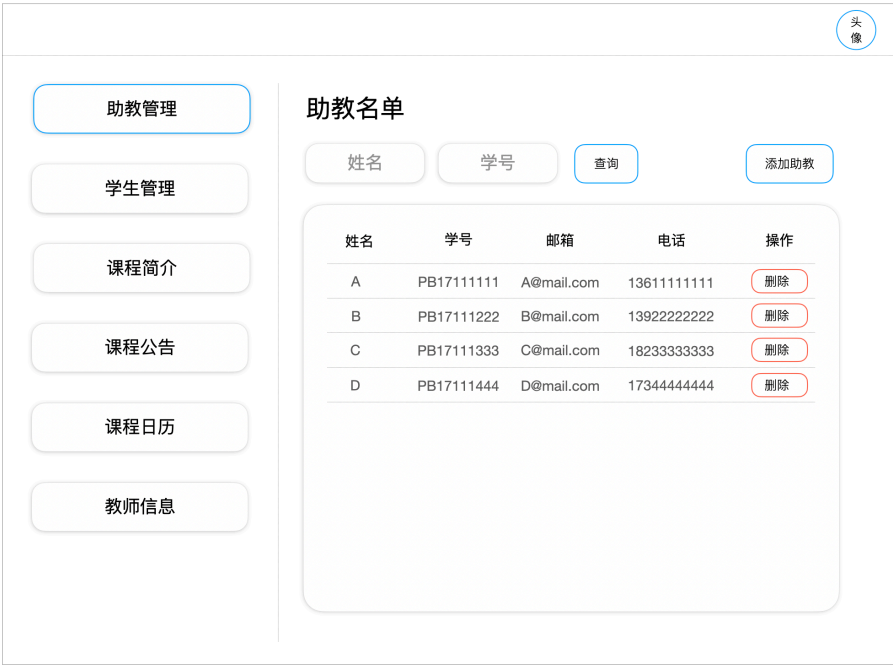 头
像
助教管理
学生管理
课程简介
课程公告
课程日历
教师信息
助教名单
姓名 学号 查询 添加助教
姓名 学号 邮箱 电话 操作
A PB17111111 A@mail.com 13611111111 删除
B PB17111222 B@mail.com 13922222222 删除
C PB17111333 C@mail.com 18233333333 删除
D PB17111444 D@mail.com 17344444444 删除